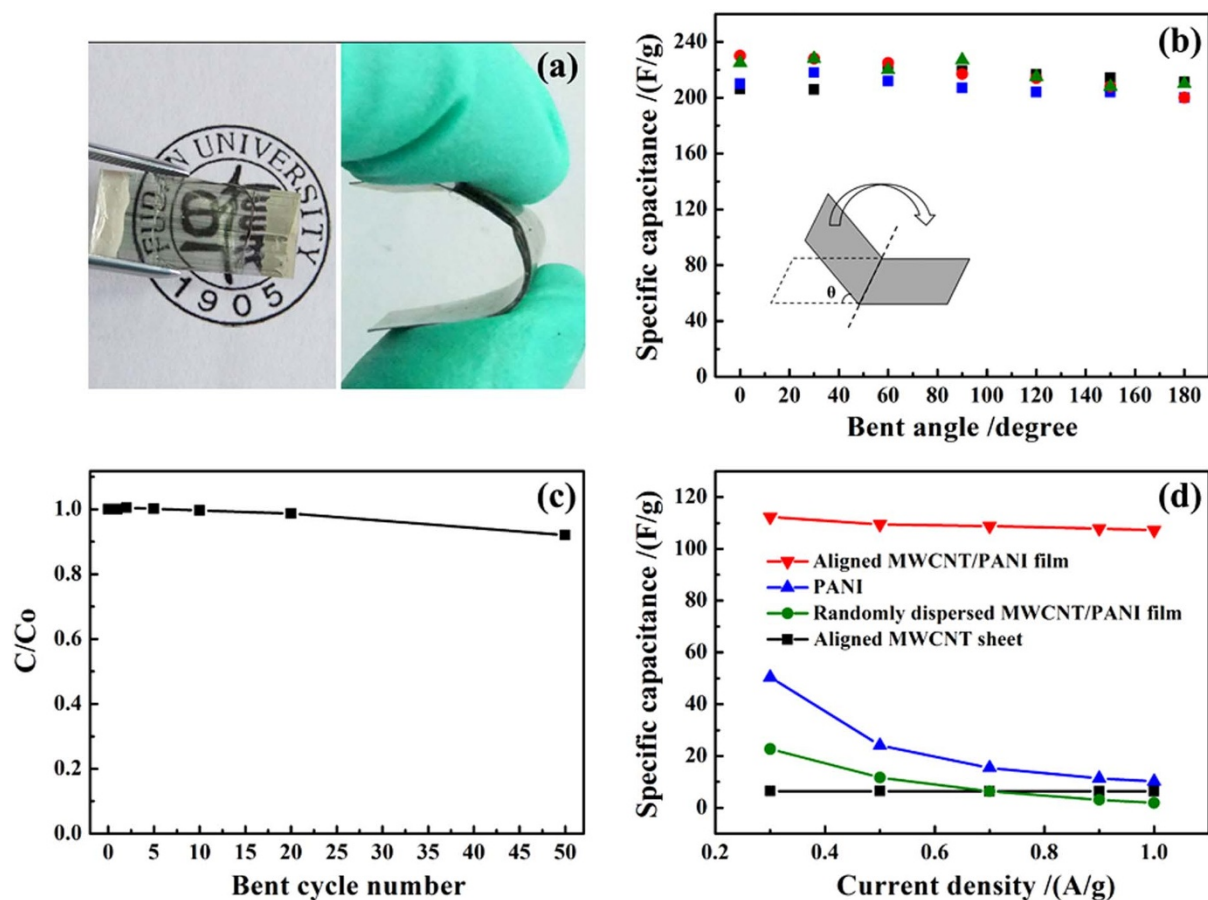 (a)
UNIVERSITY
1905
(b)
Specific capacitance /(F/g)
240
200
160
120
80
40
0
θ
0 20 40 60 80 100 120 140 160 180
Bent angle /degree
(c)
C/Co
1.0
0.8
0.6
0.4
0.2
0.0
0 5 10 15 20 25 30 35 40 45 50
Bent cycle number
(d)
Specific capacitance /(F/g)
120
100
80
60
40
20
0
Aligned MWCNT/PANI film
PANI
Randomly dispersed MWCNT/PANI film
Aligned MWCNT sheet
0.2 0.4 0.6 0.8 1.0
Current density /(A/g)